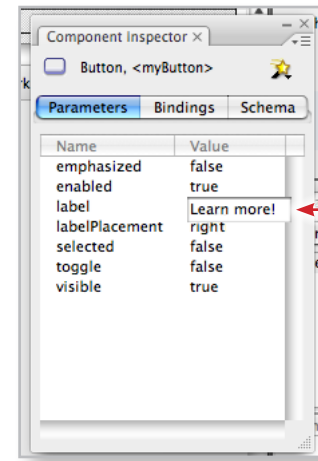 Component Inspector ×
Button, <myButton>
Parameters Bindings Schema
Name Value
emphasized false
enabled true
label Learn more!
labelPlacement right
selected false
toggle false
visible true